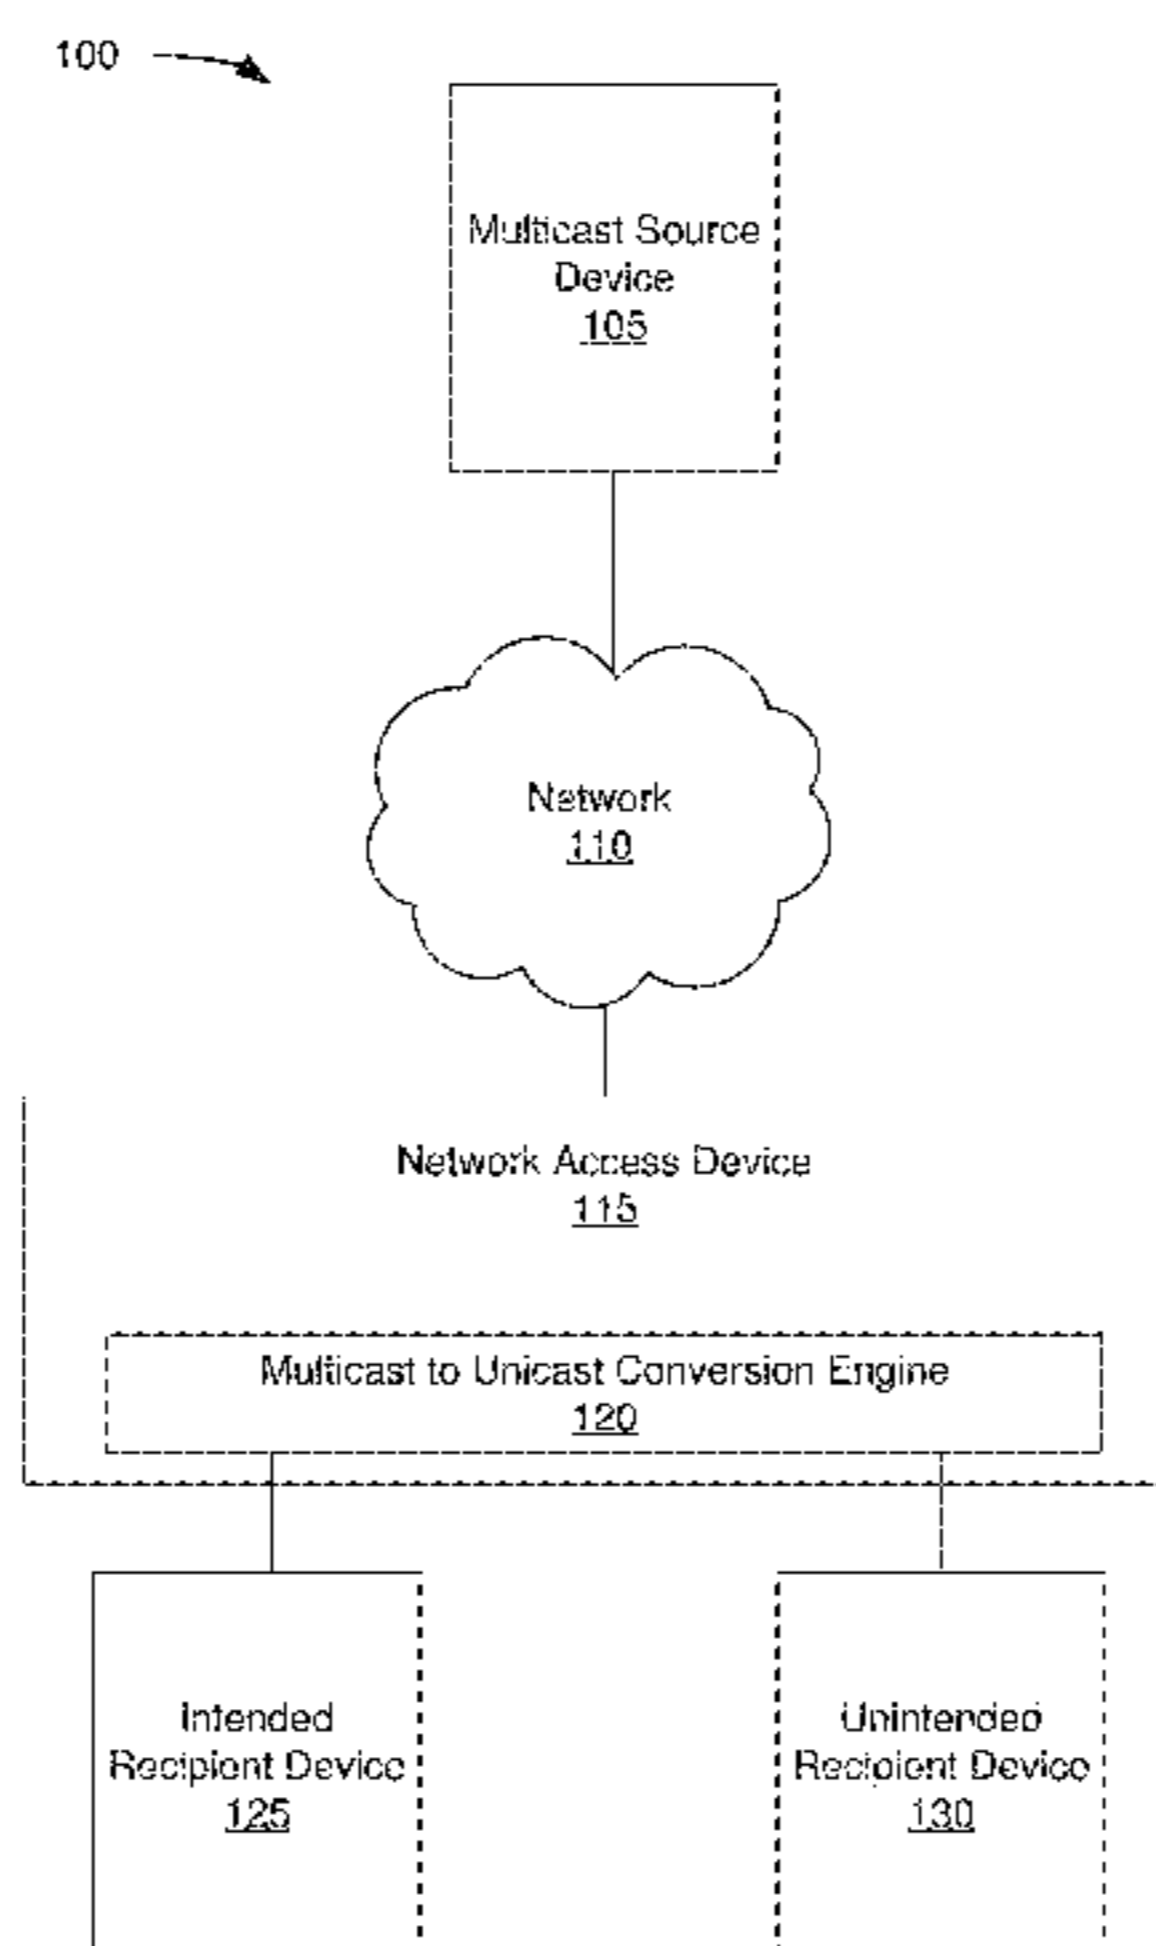 100
Multicast Source
Device
105
Network
110
Network Access Device
115
Multicast to Unicast Conversion Engine
120
Intended
Recipient Device
125
Unintended
Recipient Device
130